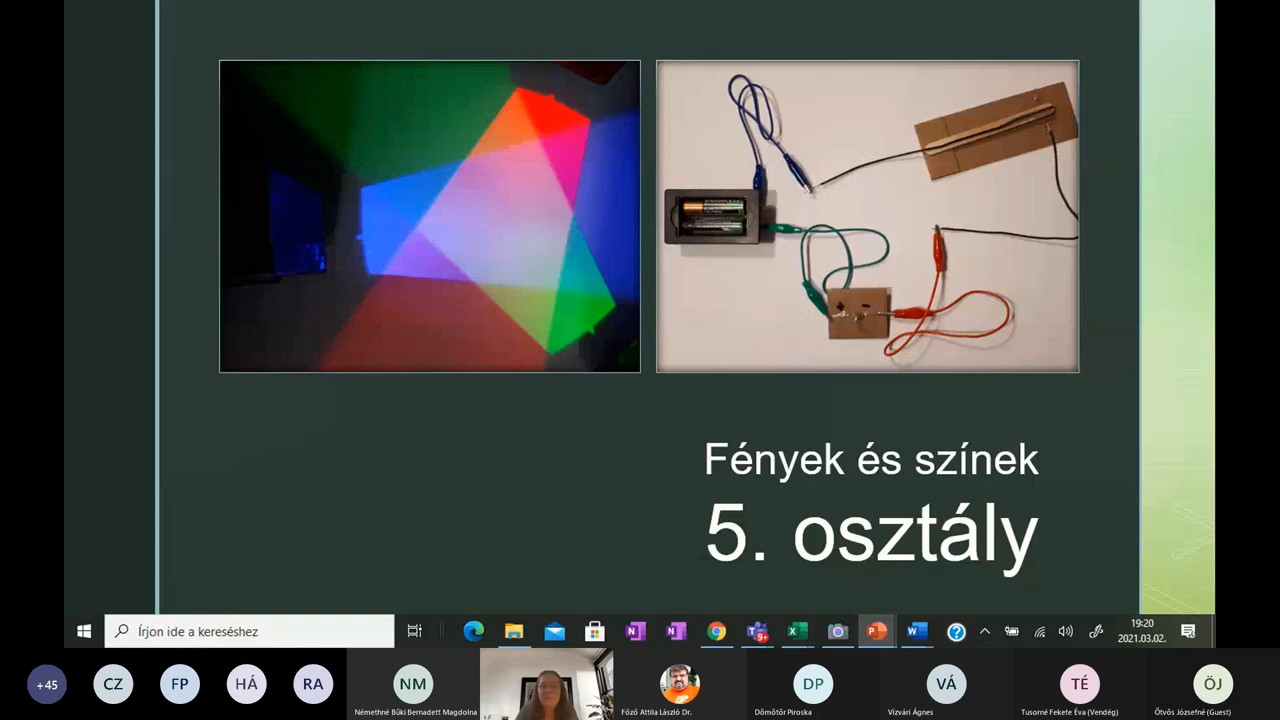 Fények és színek
5. osztály
Írjon ide a kereséshez
9+
19:20
2021.03.02.
+45
CZ
FP
HÁ
RA
NM
Némethné Bűki Bernadett Magdolna
Főző Attila László Dr.
DP
Dömötör Piroska
VÁ
Vízvári Ágnes
TÉ
Tusorné Fekete Éva (Vendég)
ÖJ
Ötvös Józsefné (Guest)